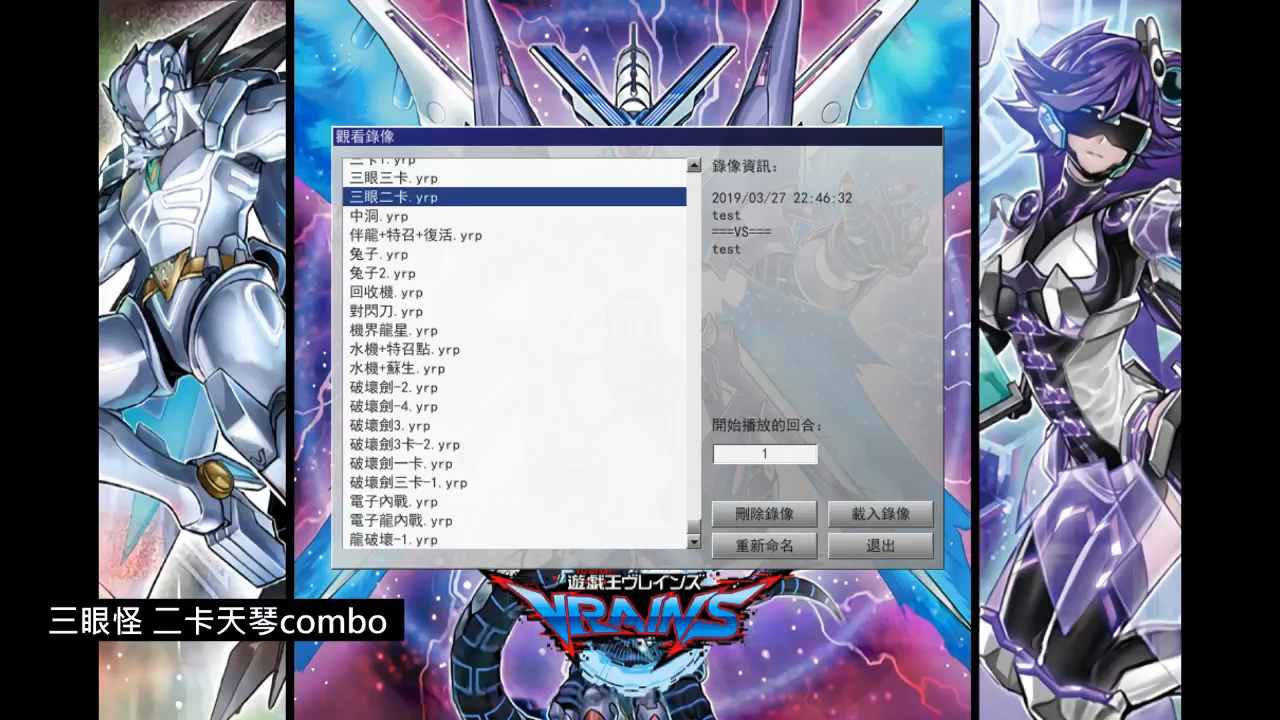 觀看錄像
三卡1.yrp
三眼三卡.yrp
三眼二卡.yrp
中洞.yrp
伴龍+特召+復活.yrp
兔子.yrp
兔子2.yrp
回收機.yrp
對閃刀.yrp
機界龍星.yrp
水機+特召點.yrp
水機+蘇生.yrp
破壞劍-2.yrp
破壞劍-4.yrp
破壞劍3.yrp
破壞劍3卡-2.yrp
破壞劍一卡.yrp
破壞劍三卡-1.yrp
電子內戰.yrp
電子龍內戰.yrp
龍破壞-1.yrp
錄像資訊:
2019/03/27 22:46:32
test
===VS===
test
開始播放的回合:
1
刪除錄像
載入錄像
重新命名
退出
遊戯王ヴレインズ
VRAINS
三眼怪 二卡天琴combo